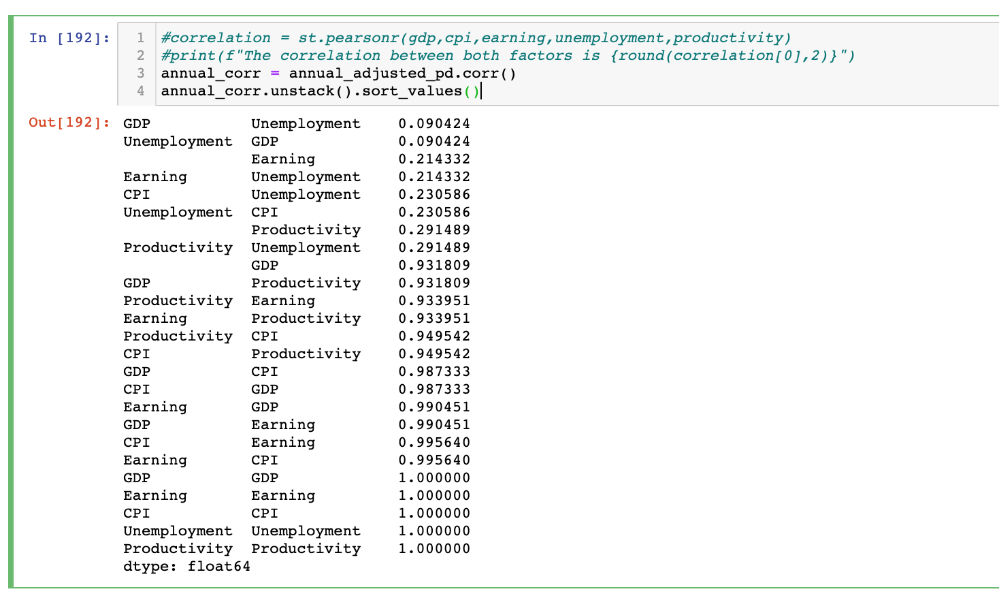 In [192]:
1 #correlation = st.pearsonr(gdp,cpi,earning,unemployment,productivity)
2 #print(f"The correlation between both factors is {round(correlation[0],2)}")
3 annual_corr = annual_adjusted_pd.corr()
4 annual_corr.unstack().sort_values()
Out[192]:
GDP Unemployment 0.090424
Unemployment GDP 0.090424
Earning 0.214332
Earning Unemployment 0.214332
CPI Unemployment 0.230586
Unemployment CPI 0.230586
Productivity 0.291489
Productivity Unemployment 0.291489
GDP 0.931809
GDP Productivity 0.931809
Productivity Earning 0.933951
Earning Productivity 0.933951
Productivity CPI 0.949542
CPI Productivity 0.949542
GDP CPI 0.987333
CPI GDP 0.987333
Earning GDP 0.990451
GDP Earning 0.990451
CPI Earning 0.995640
Earning CPI 0.995640
GDP GDP 1.000000
Earning Earning 1.000000
CPI CPI 1.000000
Unemployment Unemployment 1.000000
Productivity Productivity 1.000000
dtype: float64